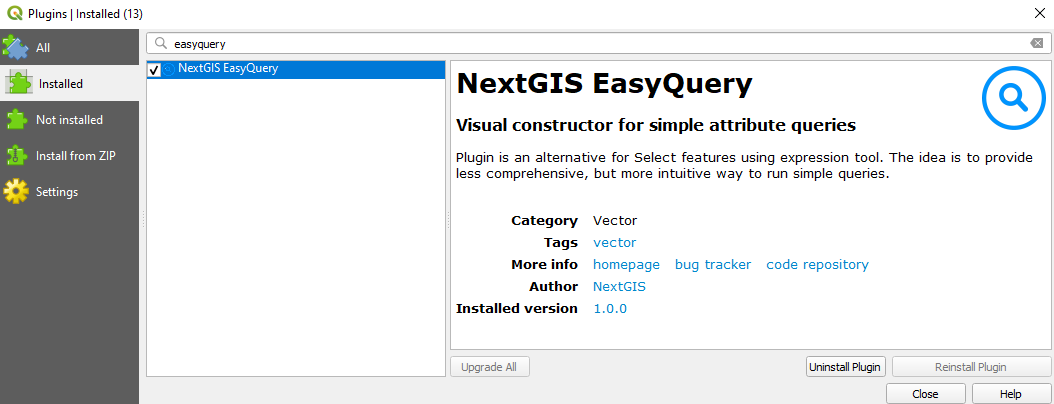 Plugins | Installed (13)
All
Installed
Not installed
Install from ZIP
Settings
easyquery
NextGIS EasyQuery
NextGIS EasyQuery
Visual constructor for simple attribute queries
Plugin is an alternative for Select features using expression tool. The idea is to provide
less comprehensive, but more intuitive way to run simple queries.
Category Vector
Tags vector
More info homepage bug tracker code repository
Author NextGIS
Installed version 1.0.0
Upgrade All Uninstall Plugin Reinstall Plugin
Close Help